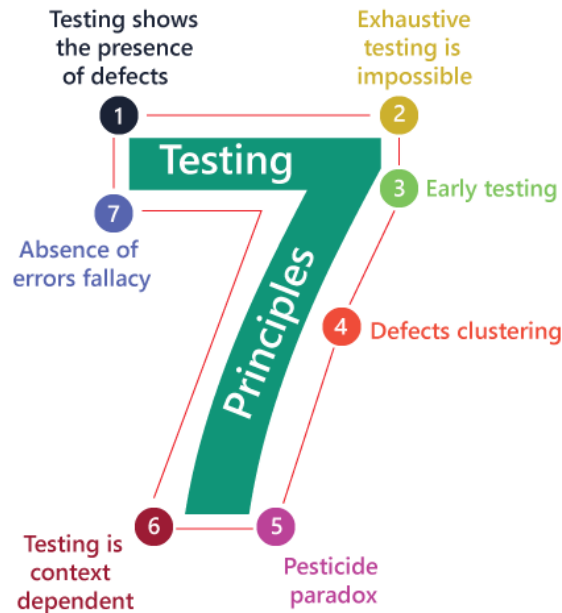 Testing shows
the presence
of defects
1
Exhaustive
testing is
impossible
2
Testing
Principles
3
Early testing
4
Defects clustering
5
Pesticide
paradox
6
Testing is
context
dependent
7
Absence of
errors fallacy